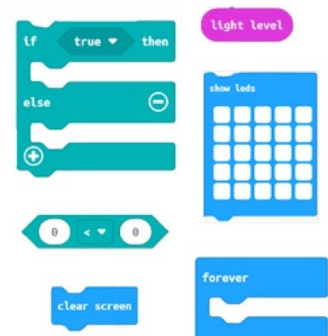 if true then
else
light level
show leds
0 < 0
clear screen
forever